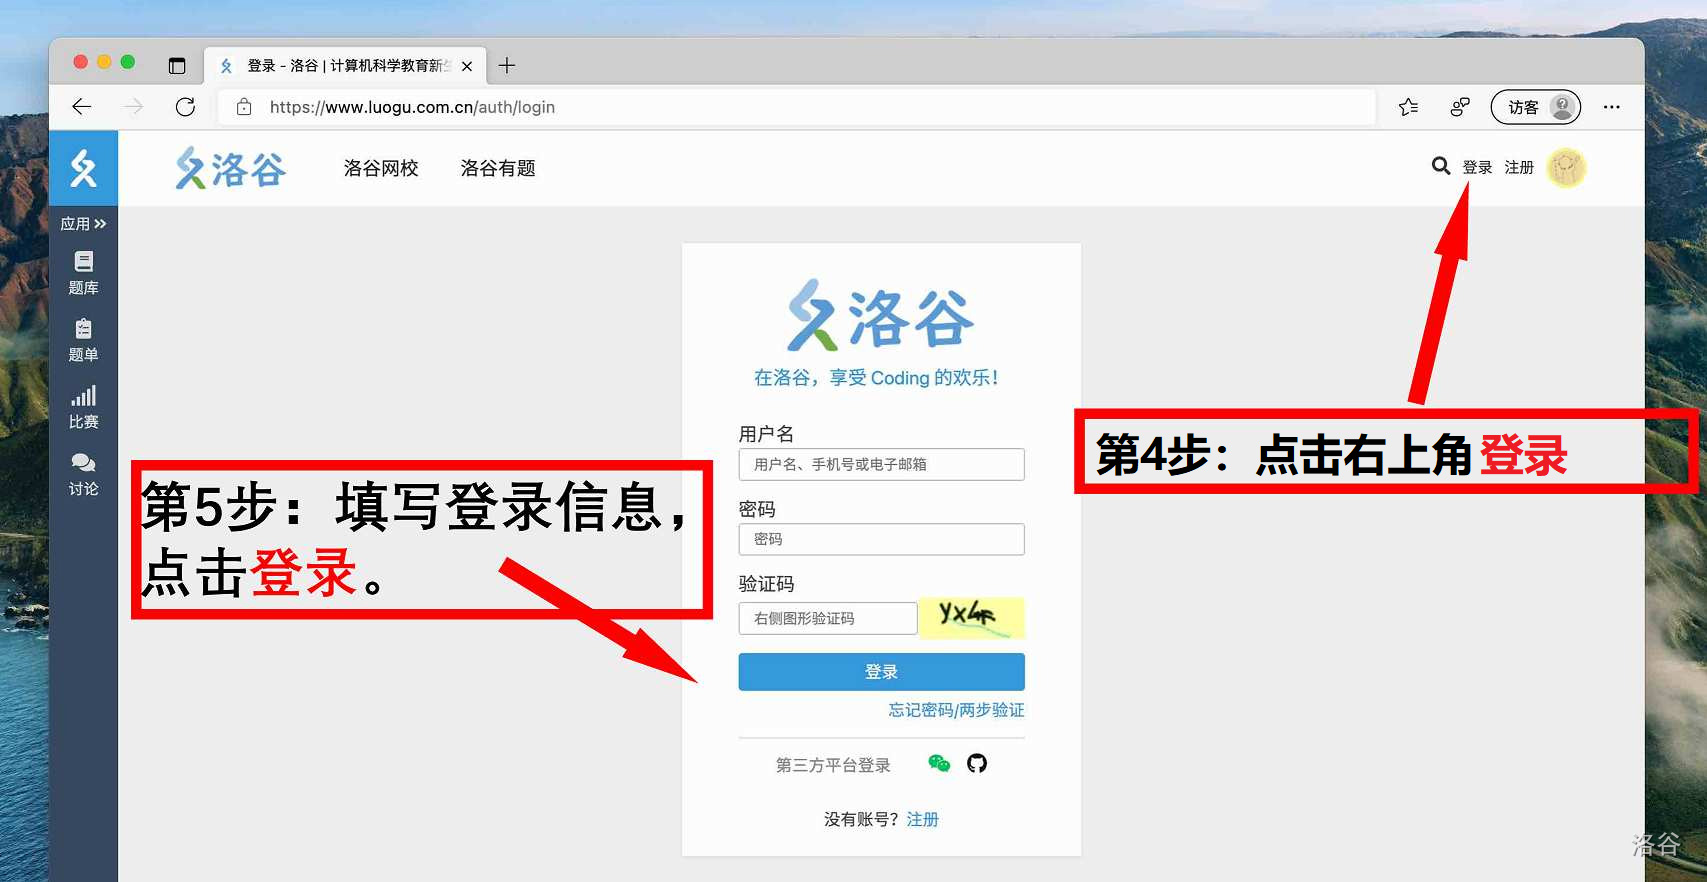 登录 - 洛谷 | 计算机科学教育新
https://www.luogu.com.cn/auth/login
访客
洛谷
洛谷网校
洛谷有题
登录
注册
应用
题库
题单
比赛
讨论
洛谷
在洛谷，享受 Coding 的欢乐！
用户名
用户名、手机号或电子邮箱
密码
密码
验证码
右侧图形验证码
登录
忘记密码/两步验证
第三方平台登录
没有账号？注册
第4步：点击右上角登录
第5步：填写登录信息，
点击登录。
洛谷